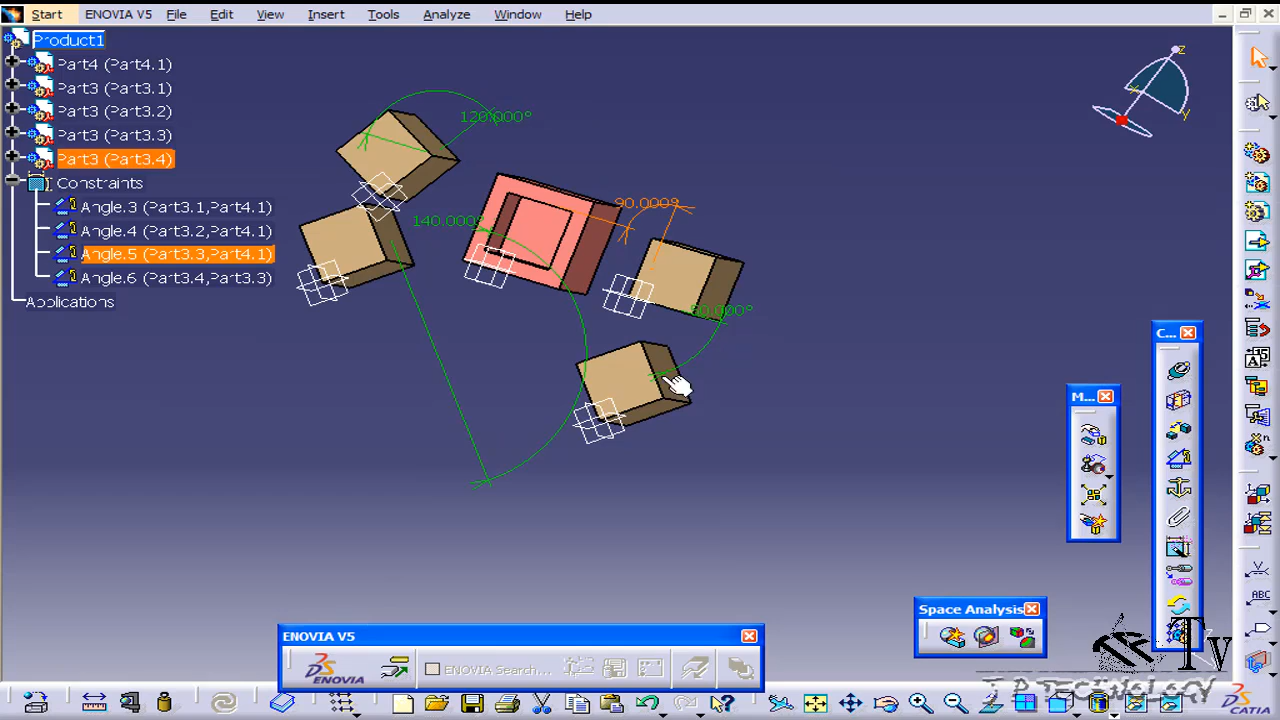 Start ENOVIA V5 File Edit View Insert Tools Analyze Window Help
Product1
Part4 (Part4.1)
Part3 (Part3.1)
Part3 (Part3.2)
Part3 (Part3.3)
Part3 (Part3.4)
Constraints
Angle.3 (Part3.1,Part4.1)
Angle.4 (Part3.2,Part4.1)
Angle.5 (Part3.3,Part4.1)
Angle.6 (Part3.4,Part3.3)
Applications
z
y
120.000°
90.000°
140.000°
C...
M...
Space Analysis
ABC
Tv
ENOVIA V5
ENOVIA
ENOVIA Search...
TECHNOLOGY
CATIA